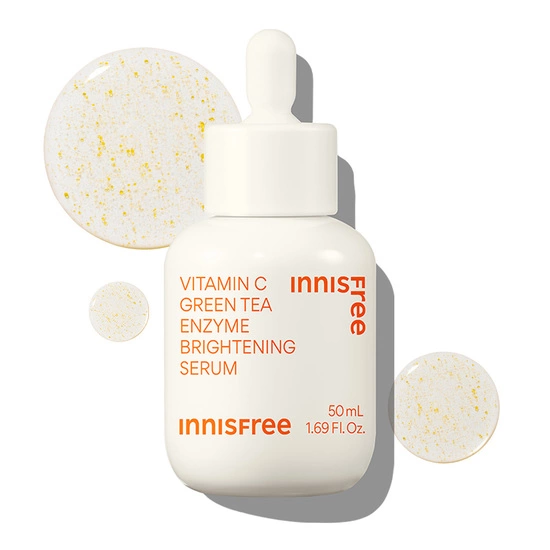 VITAMIN C
GREEN TEA
ENZYME
BRIGHTENING
SERUM
INNISFree
INNISFree
50 mL
1.69 Fl. Oz.